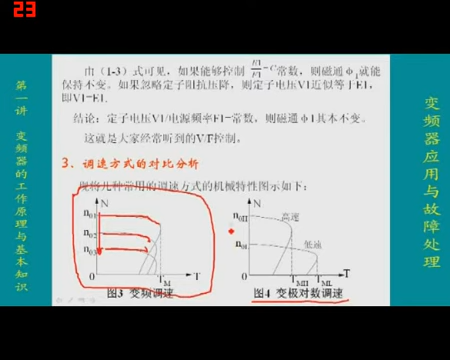 23
第一讲 变频器的工作原理与基本知识
由(1-3)式可见，如果能够控制 E1/F1=C 常数，则磁通φ1就能
保持不变。如果忽略定子阻抗压降，则定子电压V1近似等于E1，
即V1=E1.
结论：定子电压V1/电源频率F1=常数，则磁通φ1其本不变。
这就是大家经常听到的V/F控制。
3、调速方式的对比分析
现将几种常用的调速方式的机械特性图示如下：
N
n01
n02
n03
0
TM
T
图3 变频调速
N
n0H
高速
n0L
低速
0
TMH
TML
T
图4 变极对数调速
变频器应用与故障处理